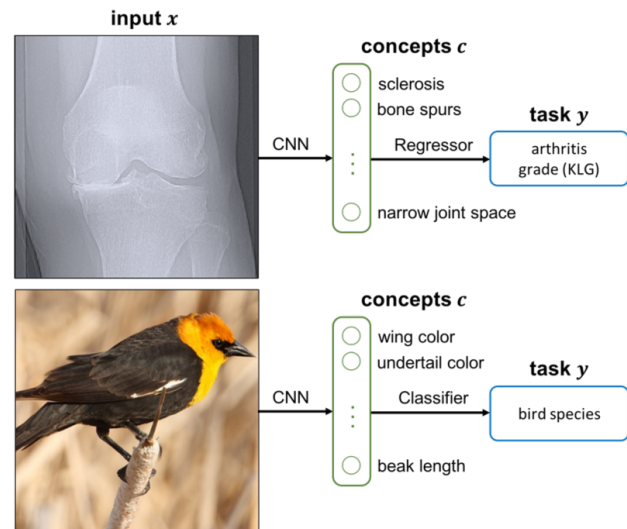 input x
concepts c
sclerosis
bone spurs
narrow joint space
CNN
Regressor
task y
arthritis
grade (KLG)
concepts c
wing color
undertail color
beak length
CNN
Classifier
task y
bird species